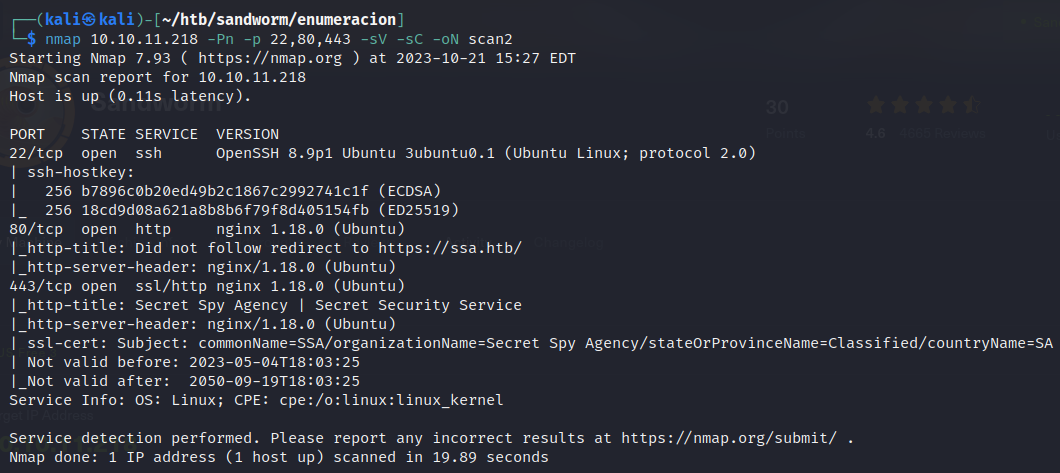 ┌──(kali㉿kali)-[~/htb/sandworm/enumeracion]
└─$ nmap 10.10.11.218 -Pn -p 22,80,443 -sV -sC -oN scan2
Starting Nmap 7.93 ( https://nmap.org ) at 2023-10-21 15:27 EDT
Nmap scan report for 10.10.11.218
Host is up (0.11s latency).

PORT    STATE SERVICE  VERSION
22/tcp  open  ssh      OpenSSH 8.9p1 Ubuntu 3ubuntu0.1 (Ubuntu Linux; protocol 2.0)
| ssh-hostkey:
|   256 b7896c0b20ed49b2c1867c2992741c1f (ECDSA)
|_  256 18cd9d08a621a8b8b6f79f8d405154fb (ED25519)
80/tcp  open  http     nginx 1.18.0 (Ubuntu)
|_http-title: Did not follow redirect to https://ssa.htb/
|_http-server-header: nginx/1.18.0 (Ubuntu)
443/tcp open  ssl/http nginx 1.18.0 (Ubuntu)
|_http-title: Secret Spy Agency | Secret Security Service
|_http-server-header: nginx/1.18.0 (Ubuntu)
| ssl-cert: Subject: commonName=SSA/organizationName=Secret Spy Agency/stateOrProvinceName=Classified/countryName=SA
| Not valid before: 2023-05-04T18:03:25
|_Not valid after:  2050-09-19T18:03:25
Service Info: OS: Linux; CPE: cpe:/o:linux:linux_kernel

Service detection performed. Please report any incorrect results at https://nmap.org/submit/ .
Nmap done: 1 IP address (1 host up) scanned in 19.89 seconds
Sandworm
30
Points
4.6